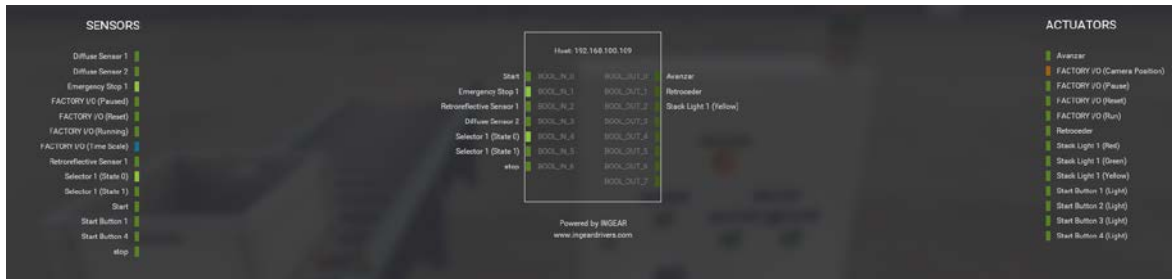 SENSORS
Diffuse Sensor 1
Diffuse Sensor 2
Emergency Stop 1
FACTORY I/O (Paused)
FACTORY I/O (Reset)
FACTORY I/O (Running)
FACTORY I/O (Time Scale)
Retroreflective Sensor 1
Selector 1 (State 0)
Selector 1 (State 1)
Start
Start Button 1
Start Button 4
stop
Host: 192.168.100.109
Start BOOL_IN_0 BOOL_OUT_0 Avanzar
Emergency Stop 1 BOOL_IN_1 BOOL_OUT_1 Retroceder
Retroreflective Sensor 1 BOOL_IN_2 BOOL_OUT_2 Stack Light 1 (Yellow)
Diffuse Sensor 2 BOOL_IN_3 BOOL_OUT_3
Selector 1 (State 0) BOOL_IN_4 BOOL_OUT_4
Selector 1 (State 1) BOOL_IN_5 BOOL_OUT_5
stop BOOL_IN_6 BOOL_OUT_6
BOOL_OUT_7
Powered by INGEAR
www.ingeardrivers.com
ACTUATORS
Avanzar
FACTORY I/O (Camera Position)
FACTORY I/O (Pause)
FACTORY I/O (Reset)
FACTORY I/O (Run)
Retroceder
Stack Light 1 (Red)
Stack Light 1 (Green)
Stack Light 1 (Yellow)
Start Button 1 (Light)
Start Button 2 (Light)
Start Button 3 (Light)
Start Button 4 (Light)